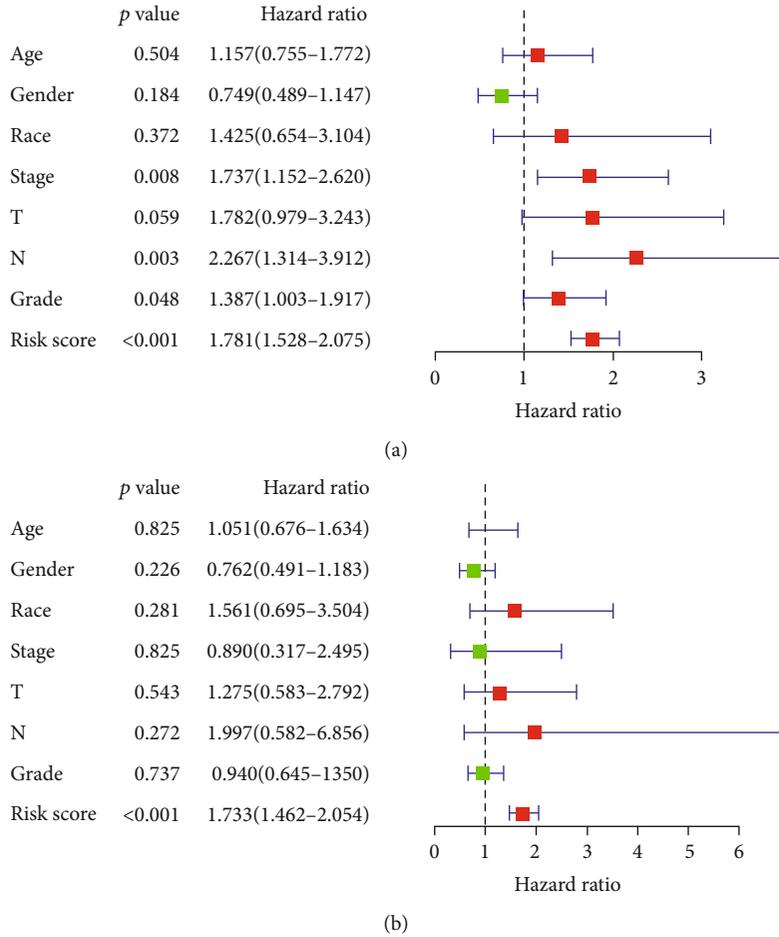 p value Hazard ratio
Age 0.504 1.157(0.755–1.772)
Gender 0.184 0.749(0.489–1.147)
Race 0.372 1.425(0.654–3.104)
Stage 0.008 1.737(1.152–2.620)
T 0.059 1.782(0.979–3.243)
N 0.003 2.267(1.314–3.912)
Grade 0.048 1.387(1.003–1.917)
Risk score <0.001 1.781(1.528–2.075)
0 1 2 3
Hazard ratio
(a)
p value Hazard ratio
Age 0.825 1.051(0.676–1.634)
Gender 0.226 0.762(0.491–1.183)
Race 0.281 1.561(0.695–3.504)
Stage 0.825 0.890(0.317–2.495)
T 0.543 1.275(0.583–2.792)
N 0.272 1.997(0.582–6.856)
Grade 0.737 0.940(0.645–1350)
Risk score <0.001 1.733(1.462–2.054)
0 1 2 3 4 5 6
Hazard ratio
(b)